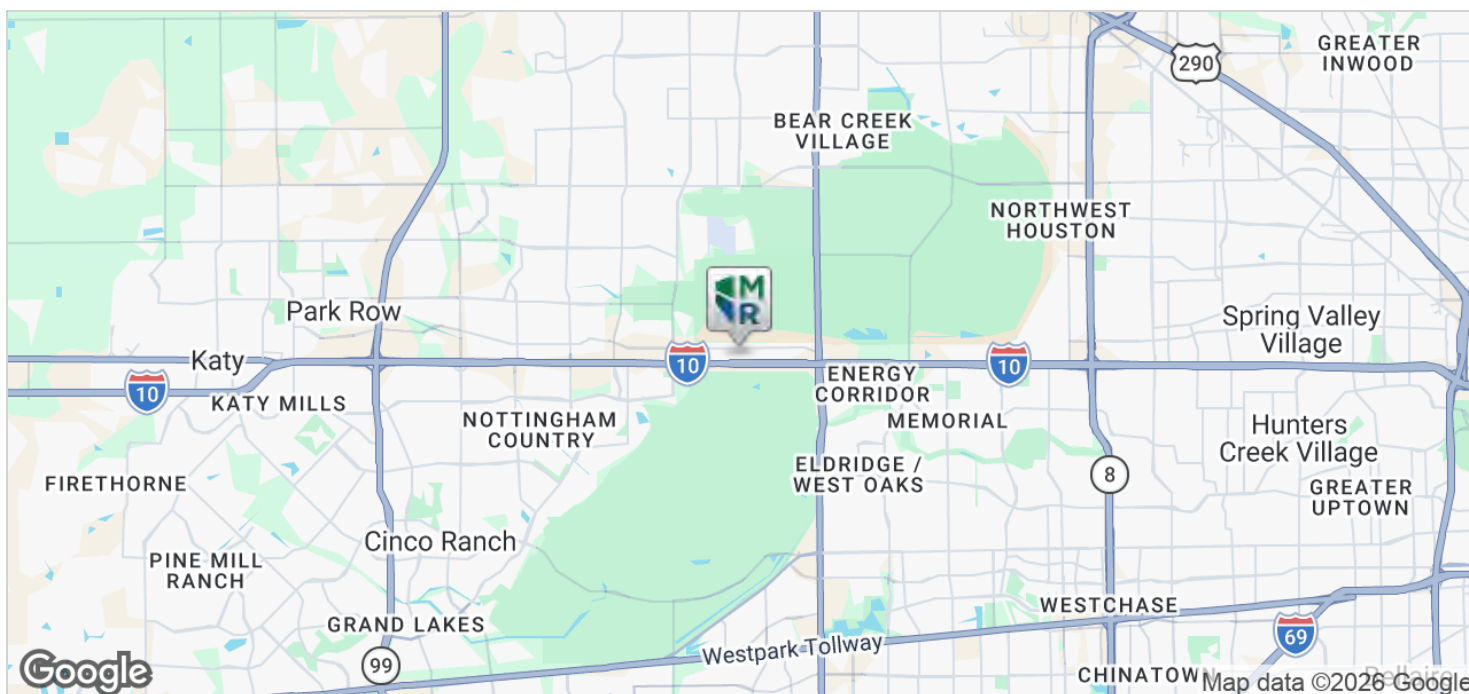 GREATER
INWOOD
290
BEAR CREEK
VILLAGE
NORTHWEST
HOUSTON
M
R
Park Row
Spring Valley
Village
Katy
10
10
10
ENERGY
CORRIDOR
KATY MILLS
NOTTINGHAM
COUNTRY
MEMORIAL
Hunters
Creek Village
ELDRIDGE /
WEST OAKS
8
FIRETHORNE
GREATER
UPTOWN
Cinco Ranch
PINE MILL
RANCH
WESTCHASE
GRAND LAKES
69
Westpark Tollway
99
CHINATOWN
Bellaire
Google
Map data ©2026 Google